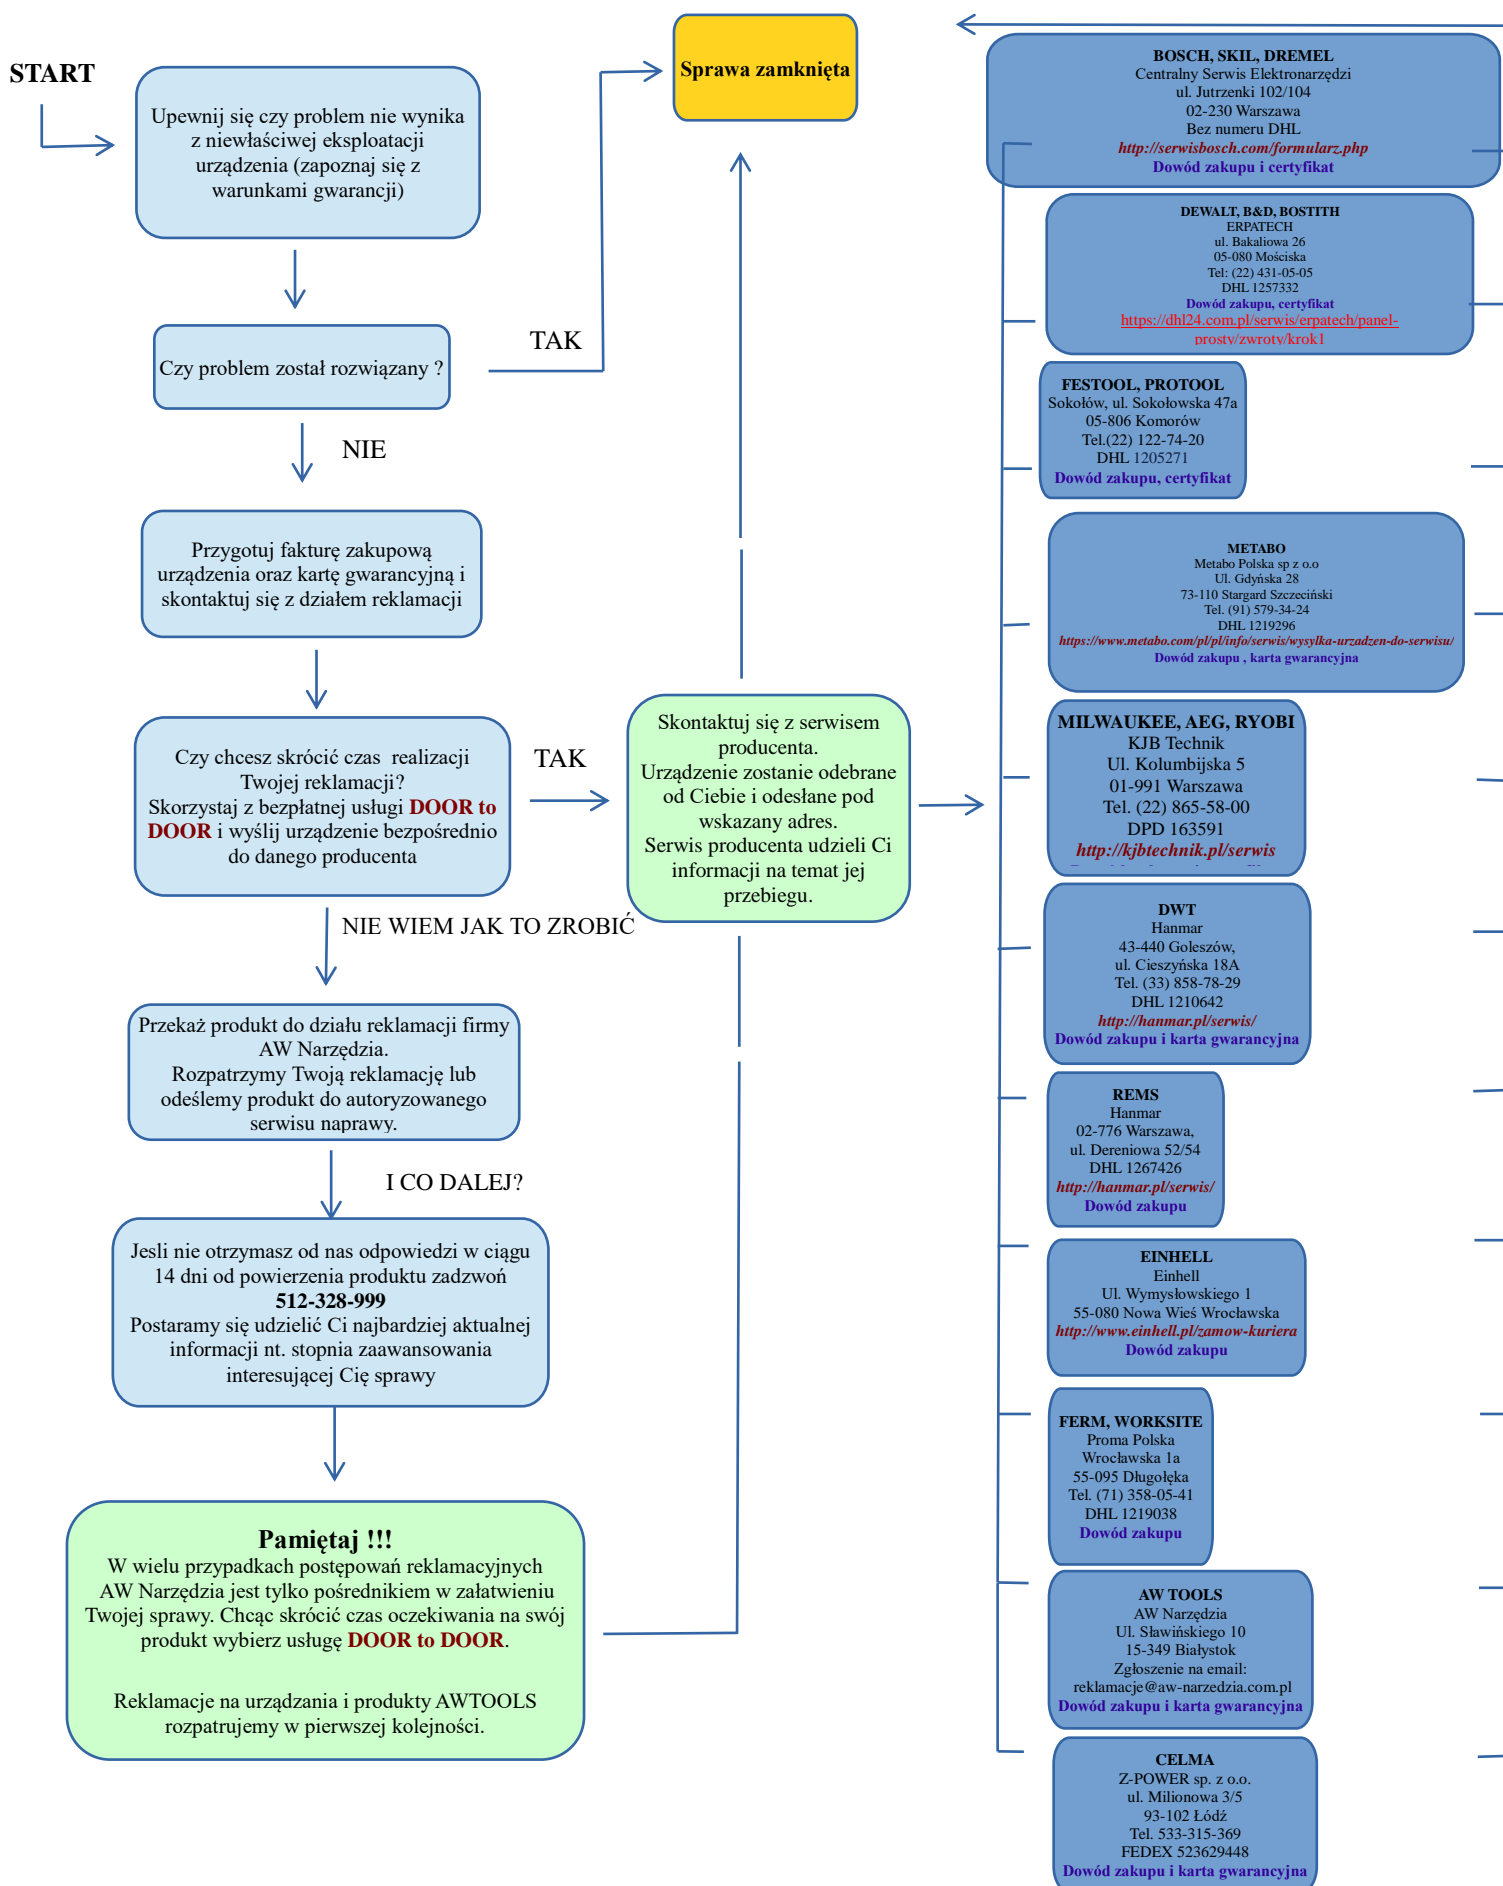 START
Upewnij się czy problem nie wynika
z niewłaściwej eksploatacji
urządzenia (zapoznaj się z
warunkami gwarancji)
Czy problem został rozwiązany ?
TAK
Sprawa zamknięta
NIE
Przygotuj fakturę zakupową
urządzenia oraz kartę gwarancyjną i
skontaktuj się z działem reklamacji
Czy chcesz skrócić czas realizacji
Twojej reklamacji?
Skorzystaj z bezpłatnej usługi DOOR to
DOOR i wyślij urządzenie bezpośrednio
do danego producenta
TAK
Skontaktuj się z serwisem
producenta.
Urządzenie zostanie odebrane
od Ciebie i odesłane pod
wskazany adres.
Serwis producenta udzieli Ci
informacji na temat jej
przebiegu.
NIE WIEM JAK TO ZROBIĆ
Przekaż produkt do działu reklamacji firmy
AW Narzędzia.
Rozpatrzymy Twoją reklamację lub
odeślemy produkt do autoryzowanego
serwisu naprawy.
I CO DALEJ?
Jesli nie otrzymasz od nas odpowiedzi w ciągu
14 dni od powierzenia produktu zadzwoń
512-328-999
Postaramy się udzielić Ci najbardziej aktualnej
informacji nt. stopnia zaawansowania
interesującej Cię sprawy
Pamiętaj !!!
W wielu przypadkach postępowań reklamacyjnych
AW Narzędzia jest tylko pośrednikiem w załatwieniu
Twojej sprawy. Chcąc skrócić czas oczekiwania na swój
produkt wybierz usługę DOOR to DOOR.
Reklamacje na urządzania i produkty AWTOOLS
rozpatrujemy w pierwszej kolejności.
BOSCH, SKIL, DREMEL
Centralny Serwis Elektronarzędzi
ul. Jutrzenki 102/104
02-230 Warszawa
Bez numeru DHL
http://serwisbosch.com/formularz.php
Dowód zakupu i certyfikat
DEWALT, B&D, BOSTITH
ERPATECH
ul. Bakaliowa 26
05-080 Mościska
Tel: (22) 431-05-05
DHL 1257332
Dowód zakupu, certyfikat
https://dhl24.com.pl/serwis/erpatech/panel-
prosty/zwroty/krok1
FESTOOL, PROTOOL
Sokołów, ul. Sokołowska 47a
05-806 Komorów
Tel.(22) 122-74-20
DHL 1205271
Dowód zakupu, certyfikat
METABO
Metabo Polska sp z o.o
Ul. Gdyńska 28
73-110 Stargard Szczeciński
Tel. (91) 579-34-24
DHL 1219296
https://www.metabo.com/pl/pl/info/serwis/wysylka-urzadzen-do-serwisu/
Dowód zakupu , karta gwarancyjna
MILWAUKEE, AEG, RYOBI
KJB Technik
Ul. Kolumbijska 5
01-991 Warszawa
Tel. (22) 865-58-00
DPD 163591
http://kjbtechnik.pl/serwis
DWT
Hanmar
43-440 Goleszów,
ul. Cieszyńska 18A
Tel. (33) 858-78-29
DHL 1210642
http://hanmar.pl/serwis/
Dowód zakupu i karta gwarancyjna
REMS
Hanmar
02-776 Warszawa,
ul. Dereniowa 52/54
DHL 1267426
http://hanmar.pl/serwis/
Dowód zakupu
EINHELL
Einhell
Ul. Wymysłowskiego 1
55-080 Nowa Wieś Wrocławska
http://www.einhell.pl/zamow-kuriera
Dowód zakupu
FERM, WORKSITE
Proma Polska
Wrocławska 1a
55-095 Długołęka
Tel. (71) 358-05-41
DHL 1219038
Dowód zakupu
AW TOOLS
AW Narzędzia
Ul. Sławińskiego 10
15-349 Białystok
Zgłoszenie na email:
reklamacje@aw-narzedzia.com.pl
Dowód zakupu i karta gwarancyjna
CELMA
Z-POWER sp. z o.o.
ul. Milionowa 3/5
93-102 Łódź
Tel. 533-315-369
FEDEX 523629448
Dowód zakupu i karta gwarancyjna